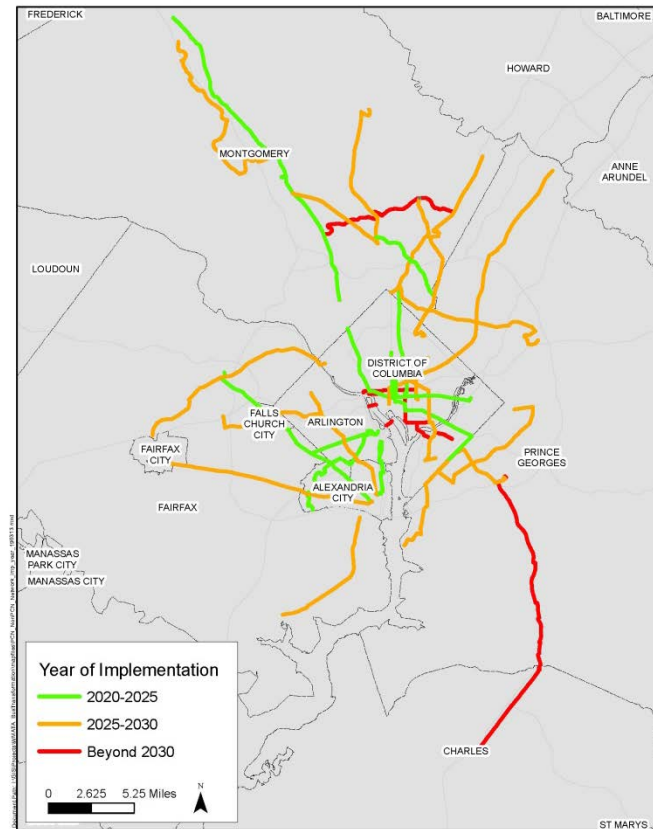 FREDERICK
BALTIMORE
HOWARD
MONTGOMERY
ANNE
ARUNDEL
LOUDOUN
DISTRICT OF
COLUMBIA
FALLS
CHURCH
CITY
ARLINGTON
FAIRFAX
CITY
PRINCE
GEORGES
ALEXANDRIA
CITY
FAIRFAX
MANASSAS
PARK CITY
MANASSAS CITY
Year of Implementation
2020-2025
2025-2030
Beyond 2030
0 2.625 5.25 Miles
N
CHARLES
ST MARYS